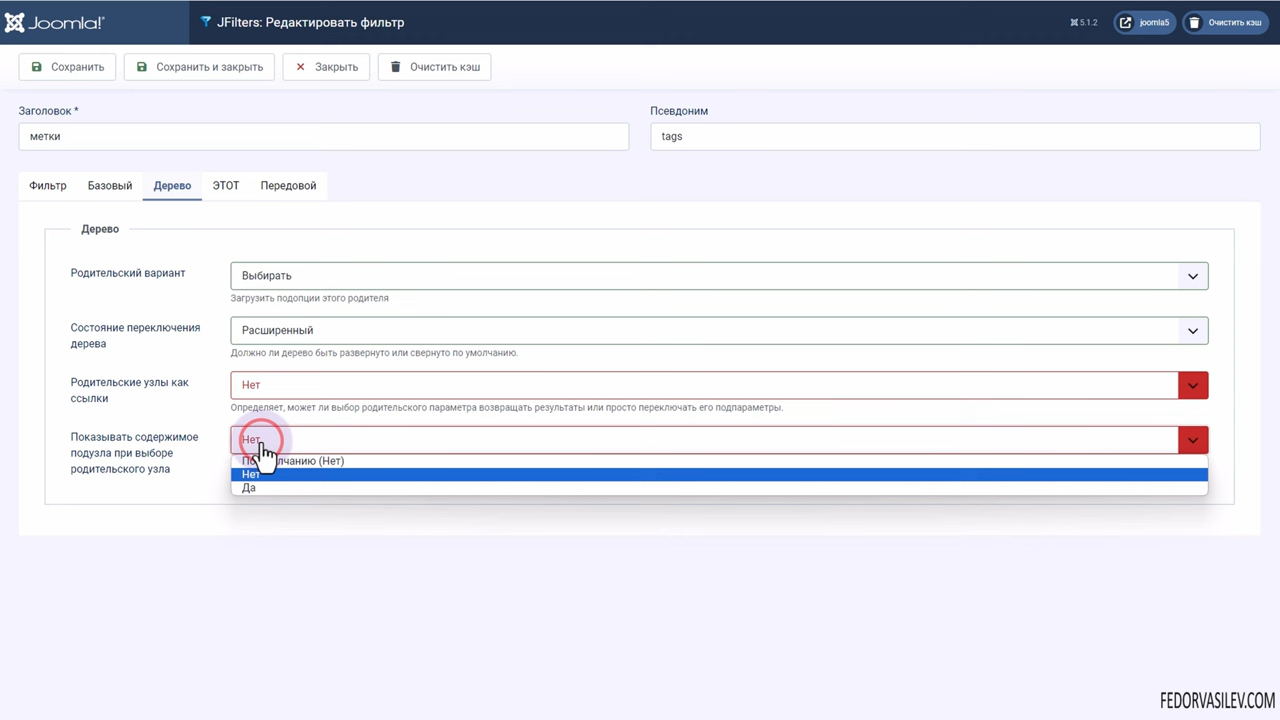 Joomla!® JFilters: Редактировать фильтр 5.1.2 joomla5 Очистить кэш
Сохранить Сохранить и закрыть Закрыть Очистить кэш
Заголовок * Псевдоним
метки tags
Фильтр Базовый Дерево ЭТОТ Передовой
Дерево
Родительский вариант Выбирать
Загрузить подопции этого родителя
Состояние переключения дерева Расширенный
Должно ли дерево быть развернуто или свернуто по умолчанию.
Родительские узлы как ссылки Нет
Определяет, может ли выбор родительского параметра возвращать результаты или просто переключать его подпараметры.
Показывать содержимое подузла при выборе родительского узла Нет
(Нет)
Нет
Да
FEDORVASILEV.COM